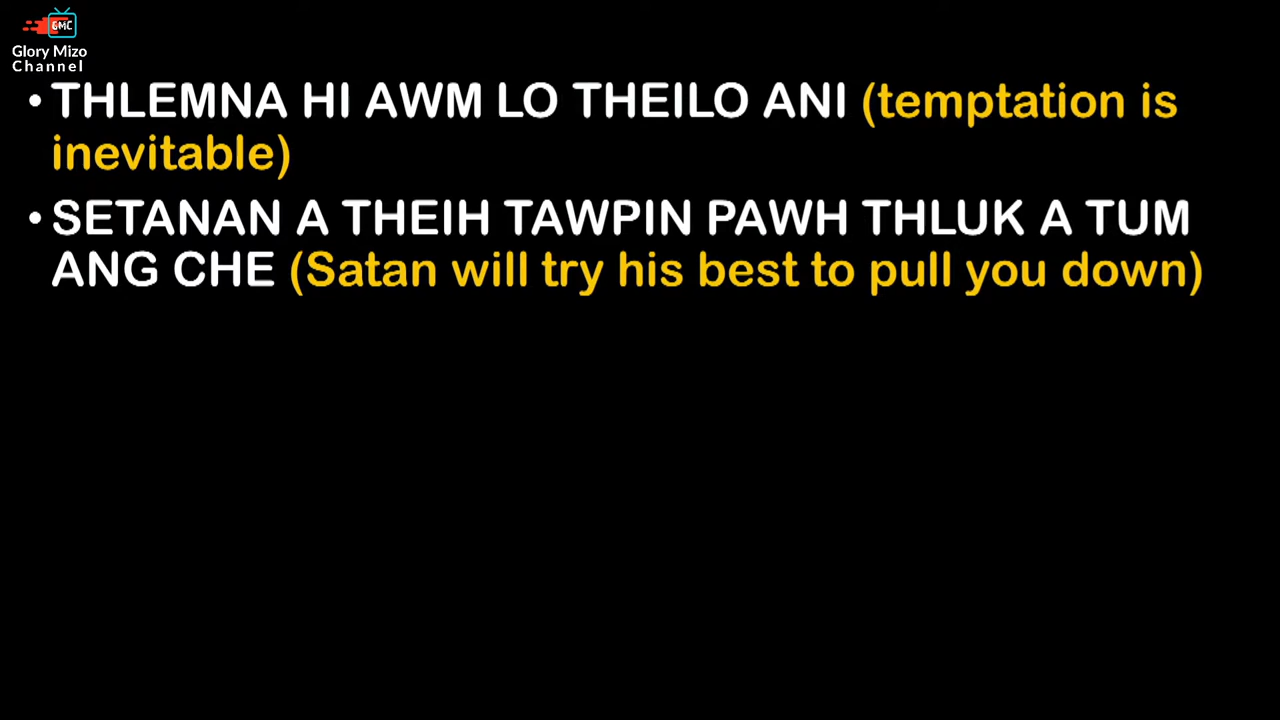 GMC
Glory Mizo
Channel
• THLEMNA HI AWM LO THEILO ANI (temptation is
inevitable)
• SETANAN A THEIH TAWPIN PAWH THLUK A TUM
ANG CHE (Satan will try his best to pull you down)